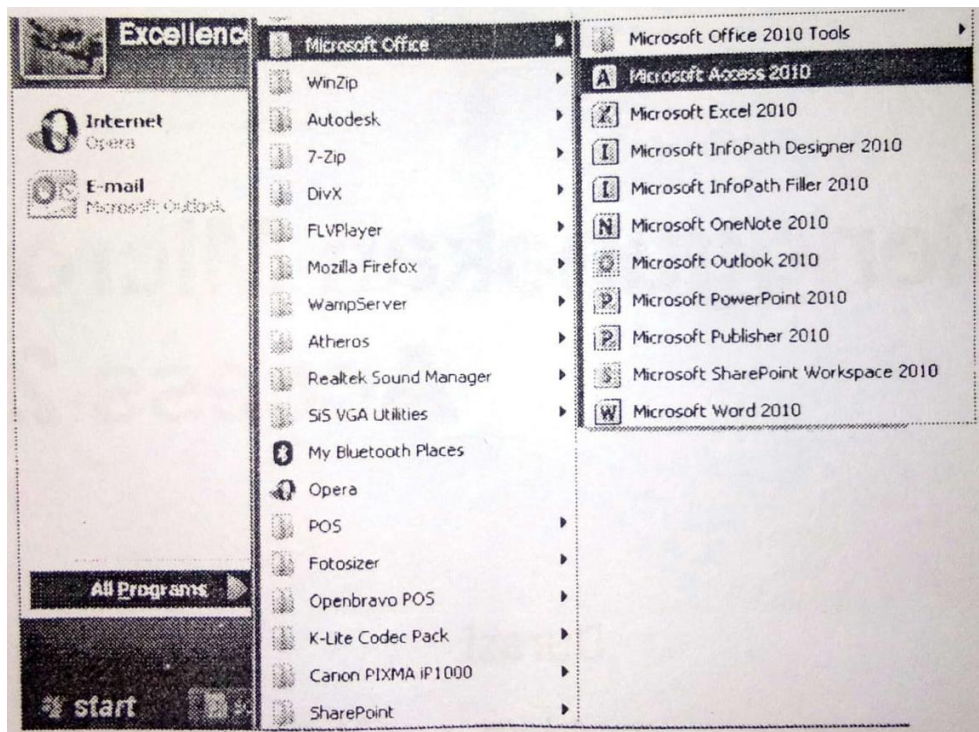 Excellence
Internet
Opera
E-mail
Microsoft Outlook
All Programs
start
Microsoft Office
WinZip
Autodesk
7-Zip
DivX
FLVPlayer
Mozilla Firefox
WampServer
Atheros
Realtek Sound Manager
SiS VGA Utilities
My Bluetooth Places
Opera
POS
Fotosizer
Openbravo POS
K-Lite Codec Pack
Canon PIXMA iP1000
SharePoint
Microsoft Office 2010 Tools
Microsoft Access 2010
Microsoft Excel 2010
Microsoft InfoPath Designer 2010
Microsoft InfoPath Filler 2010
Microsoft OneNote 2010
Microsoft Outlook 2010
Microsoft PowerPoint 2010
Microsoft Publisher 2010
Microsoft SharePoint Workspace 2010
Microsoft Word 2010